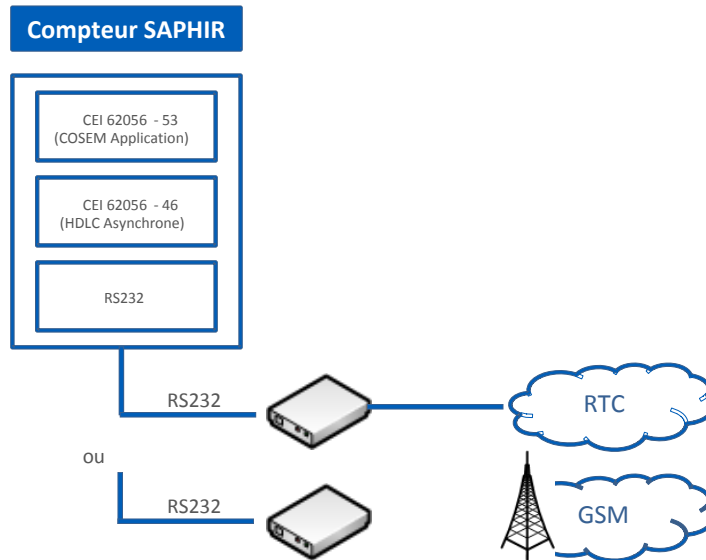 Compteur SAPHIR
CEI 62056 - 53
(COSEM Application)
CEI 62056 - 46
(HDLC Asynchrone)
RS232
RS232
RTC
ou
RS232
GSM